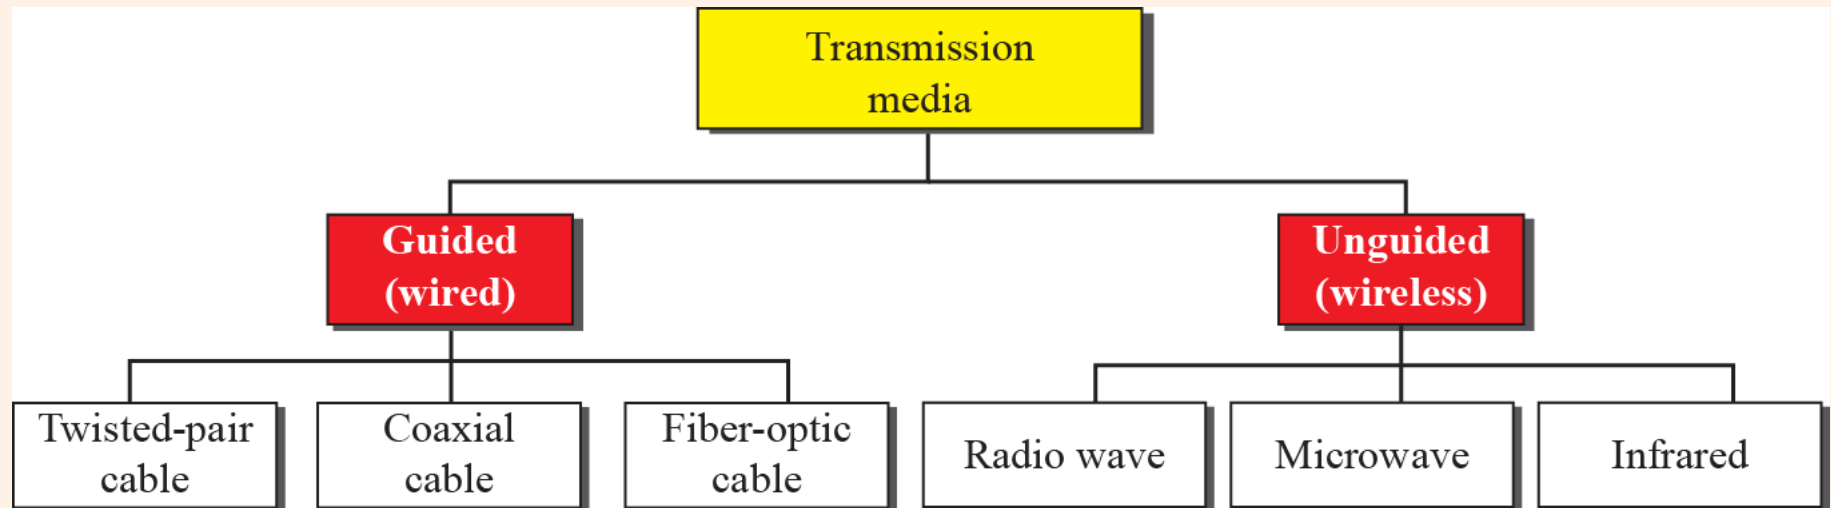 Transmission
media
Guided
(wired)
Unguided
(wireless)
Twisted-pair
cable
Coaxial
cable
Fiber-optic
cable
Radio wave
Microwave
Infrared